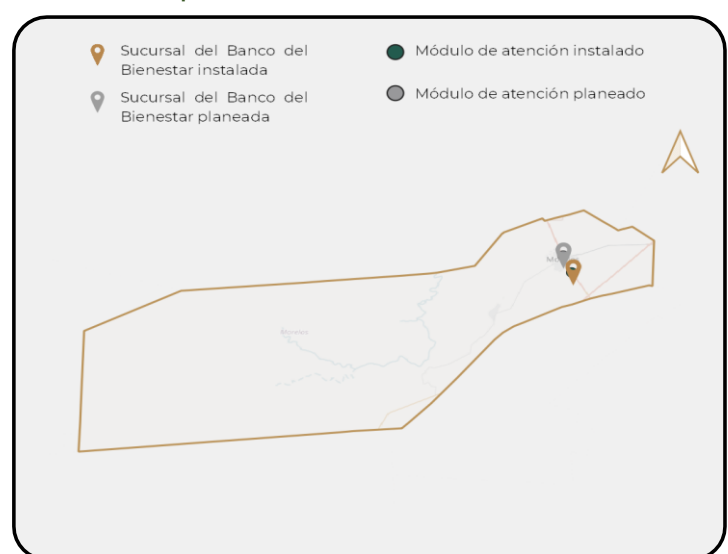 Sucursal del Banco del
Bienestar instalada
Sucursal del Banco del
Bienestar planeada
Módulo de atención instalado
Módulo de atención planeado